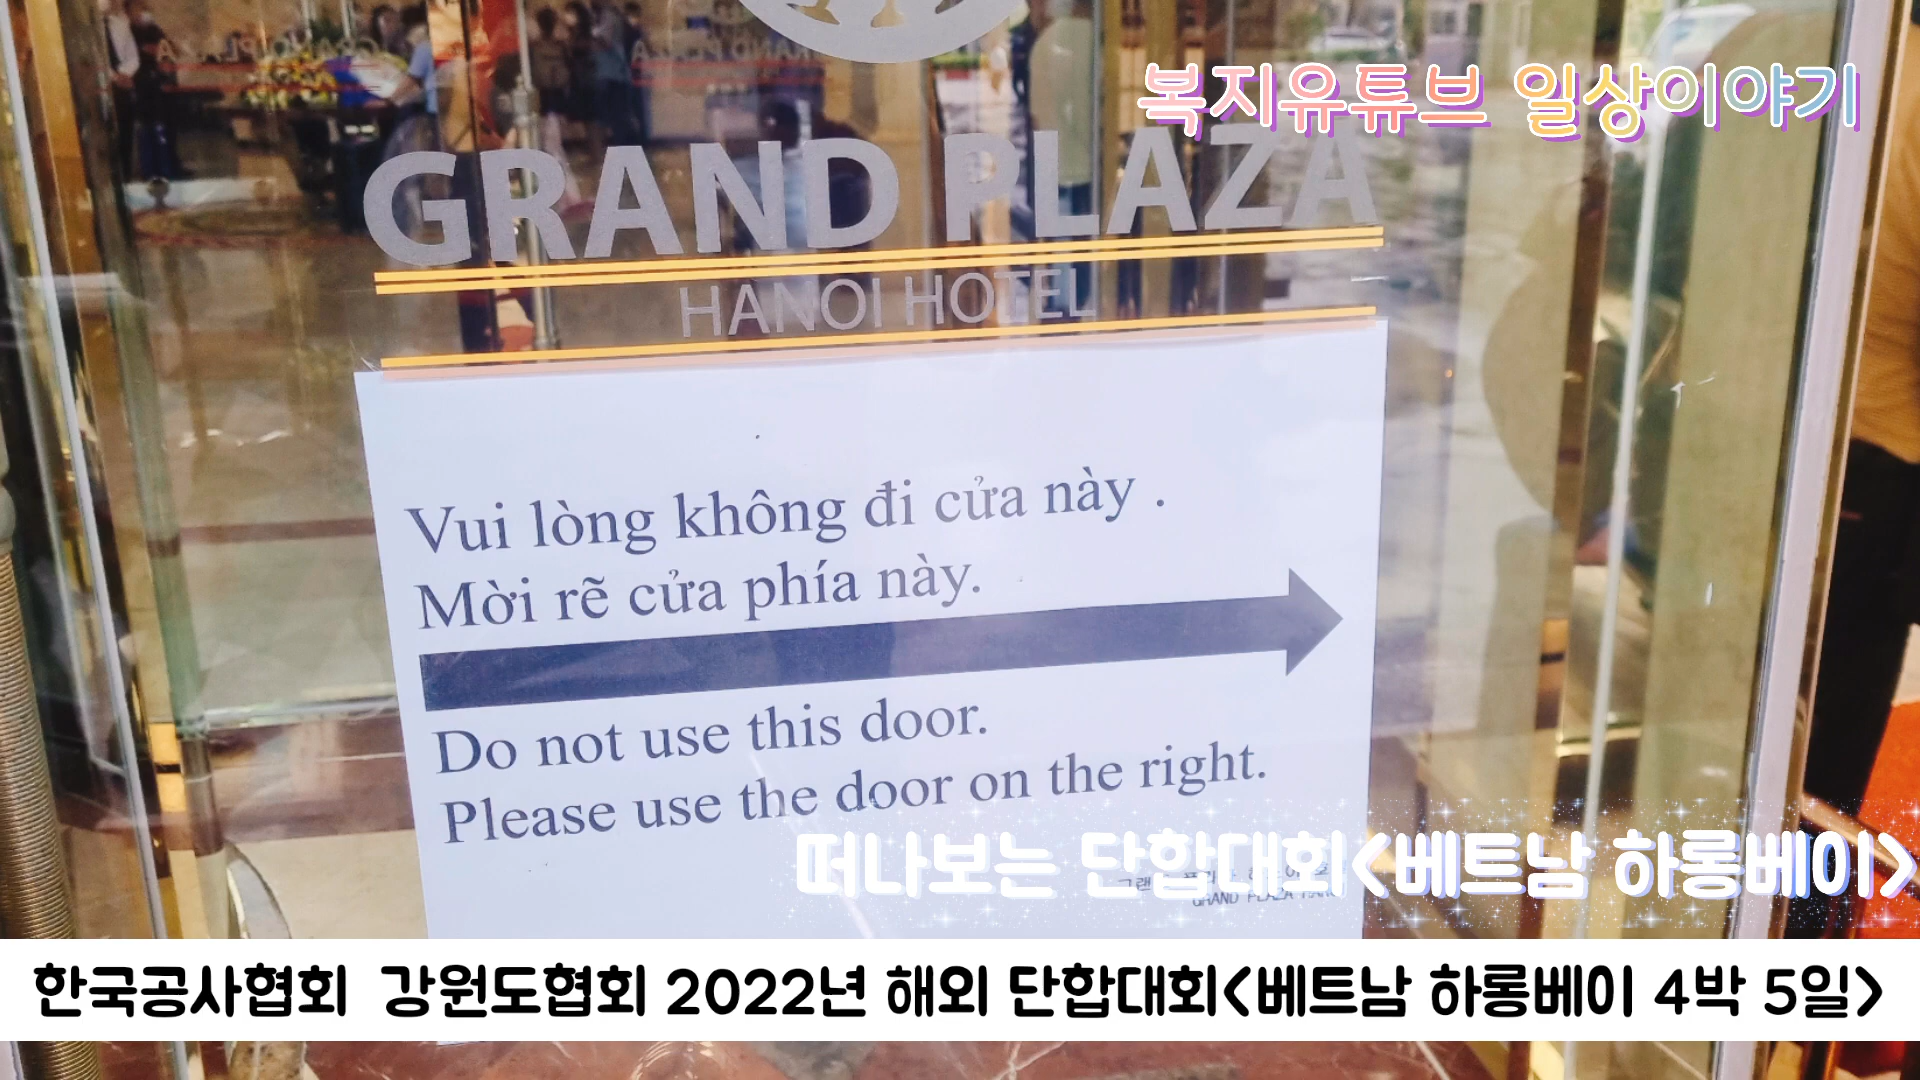 복지유튜브 일상이야기
GRAND PLAZA
HANOI HOTEL
Vui lòng không đi cửa này .
Mời rẽ cửa phía này.
Do not use this door.
Please use the door on the right.
떠나보는 단합대회<베트남 하롱베이>
GRAND PLAZA
한국공사협회 강원도협회 2022년 해외 단합대회<베트남 하롱베이 4박 5일>